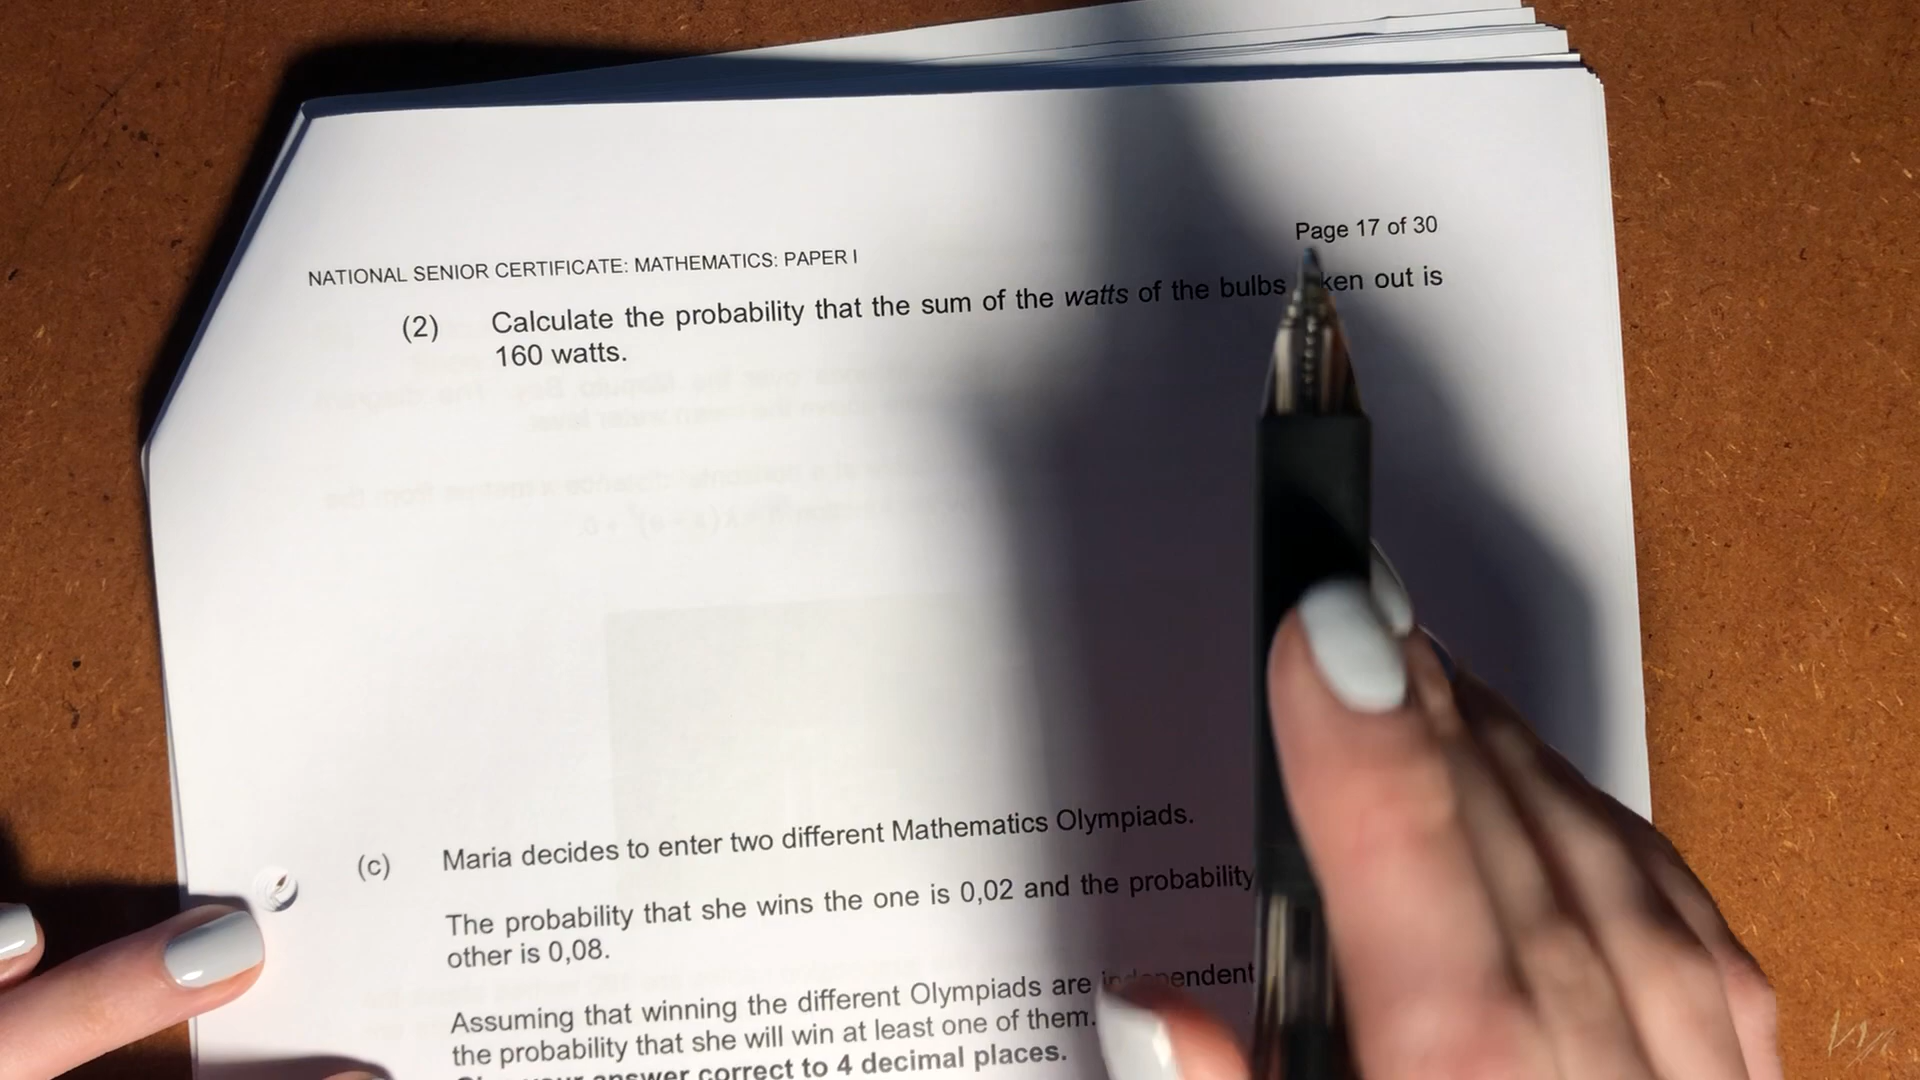 Page 17 of 30
NATIONAL SENIOR CERTIFICATE: MATHEMATICS: PAPER I
(2) Calculate the probability that the sum of the watts of the bulbs out is
160 watts.
(c) Maria decides to enter two different Mathematics Olympiads.
The probability that she wins the one is 0,02 and the probability
other is 0,08.
Assuming that winning the different Olympiads are independent
the probability that she will win at least one of them.
answer correct to 4 decimal places.